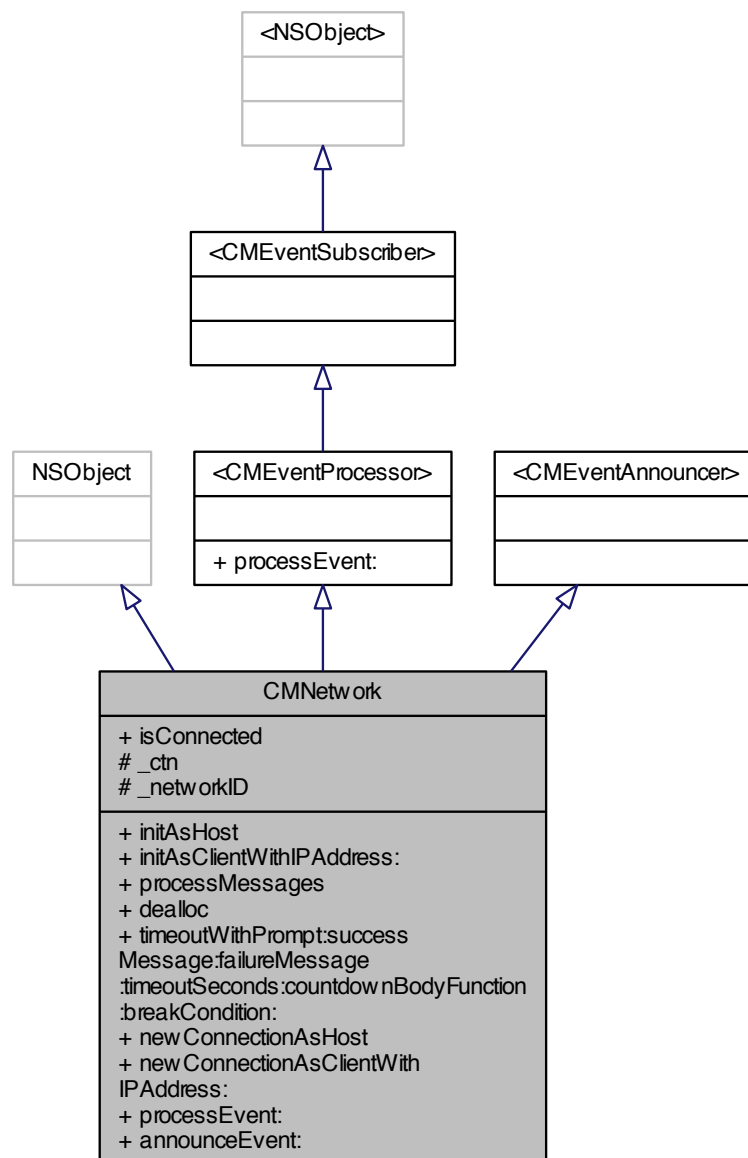 <NSObject>
<CMEventSubscriber>
NSObject
<CMEventProcessor>
+ processEvent:
<CMEventAnnouncer>
CMNetwork
+ isConnected
# _ctn
# _networkID
+ initAsHost
+ initAsClientWithIPAddress:
+ processMessages
+ dealloc
+ timeoutWithPrompt:success
Message:failureMessage
:timeoutSeconds:countdownBodyFunction
:breakCondition:
+ newConnectionAsHost
+ newConnectionAsClientWith
IPAddress:
+ processEvent:
+ announceEvent: